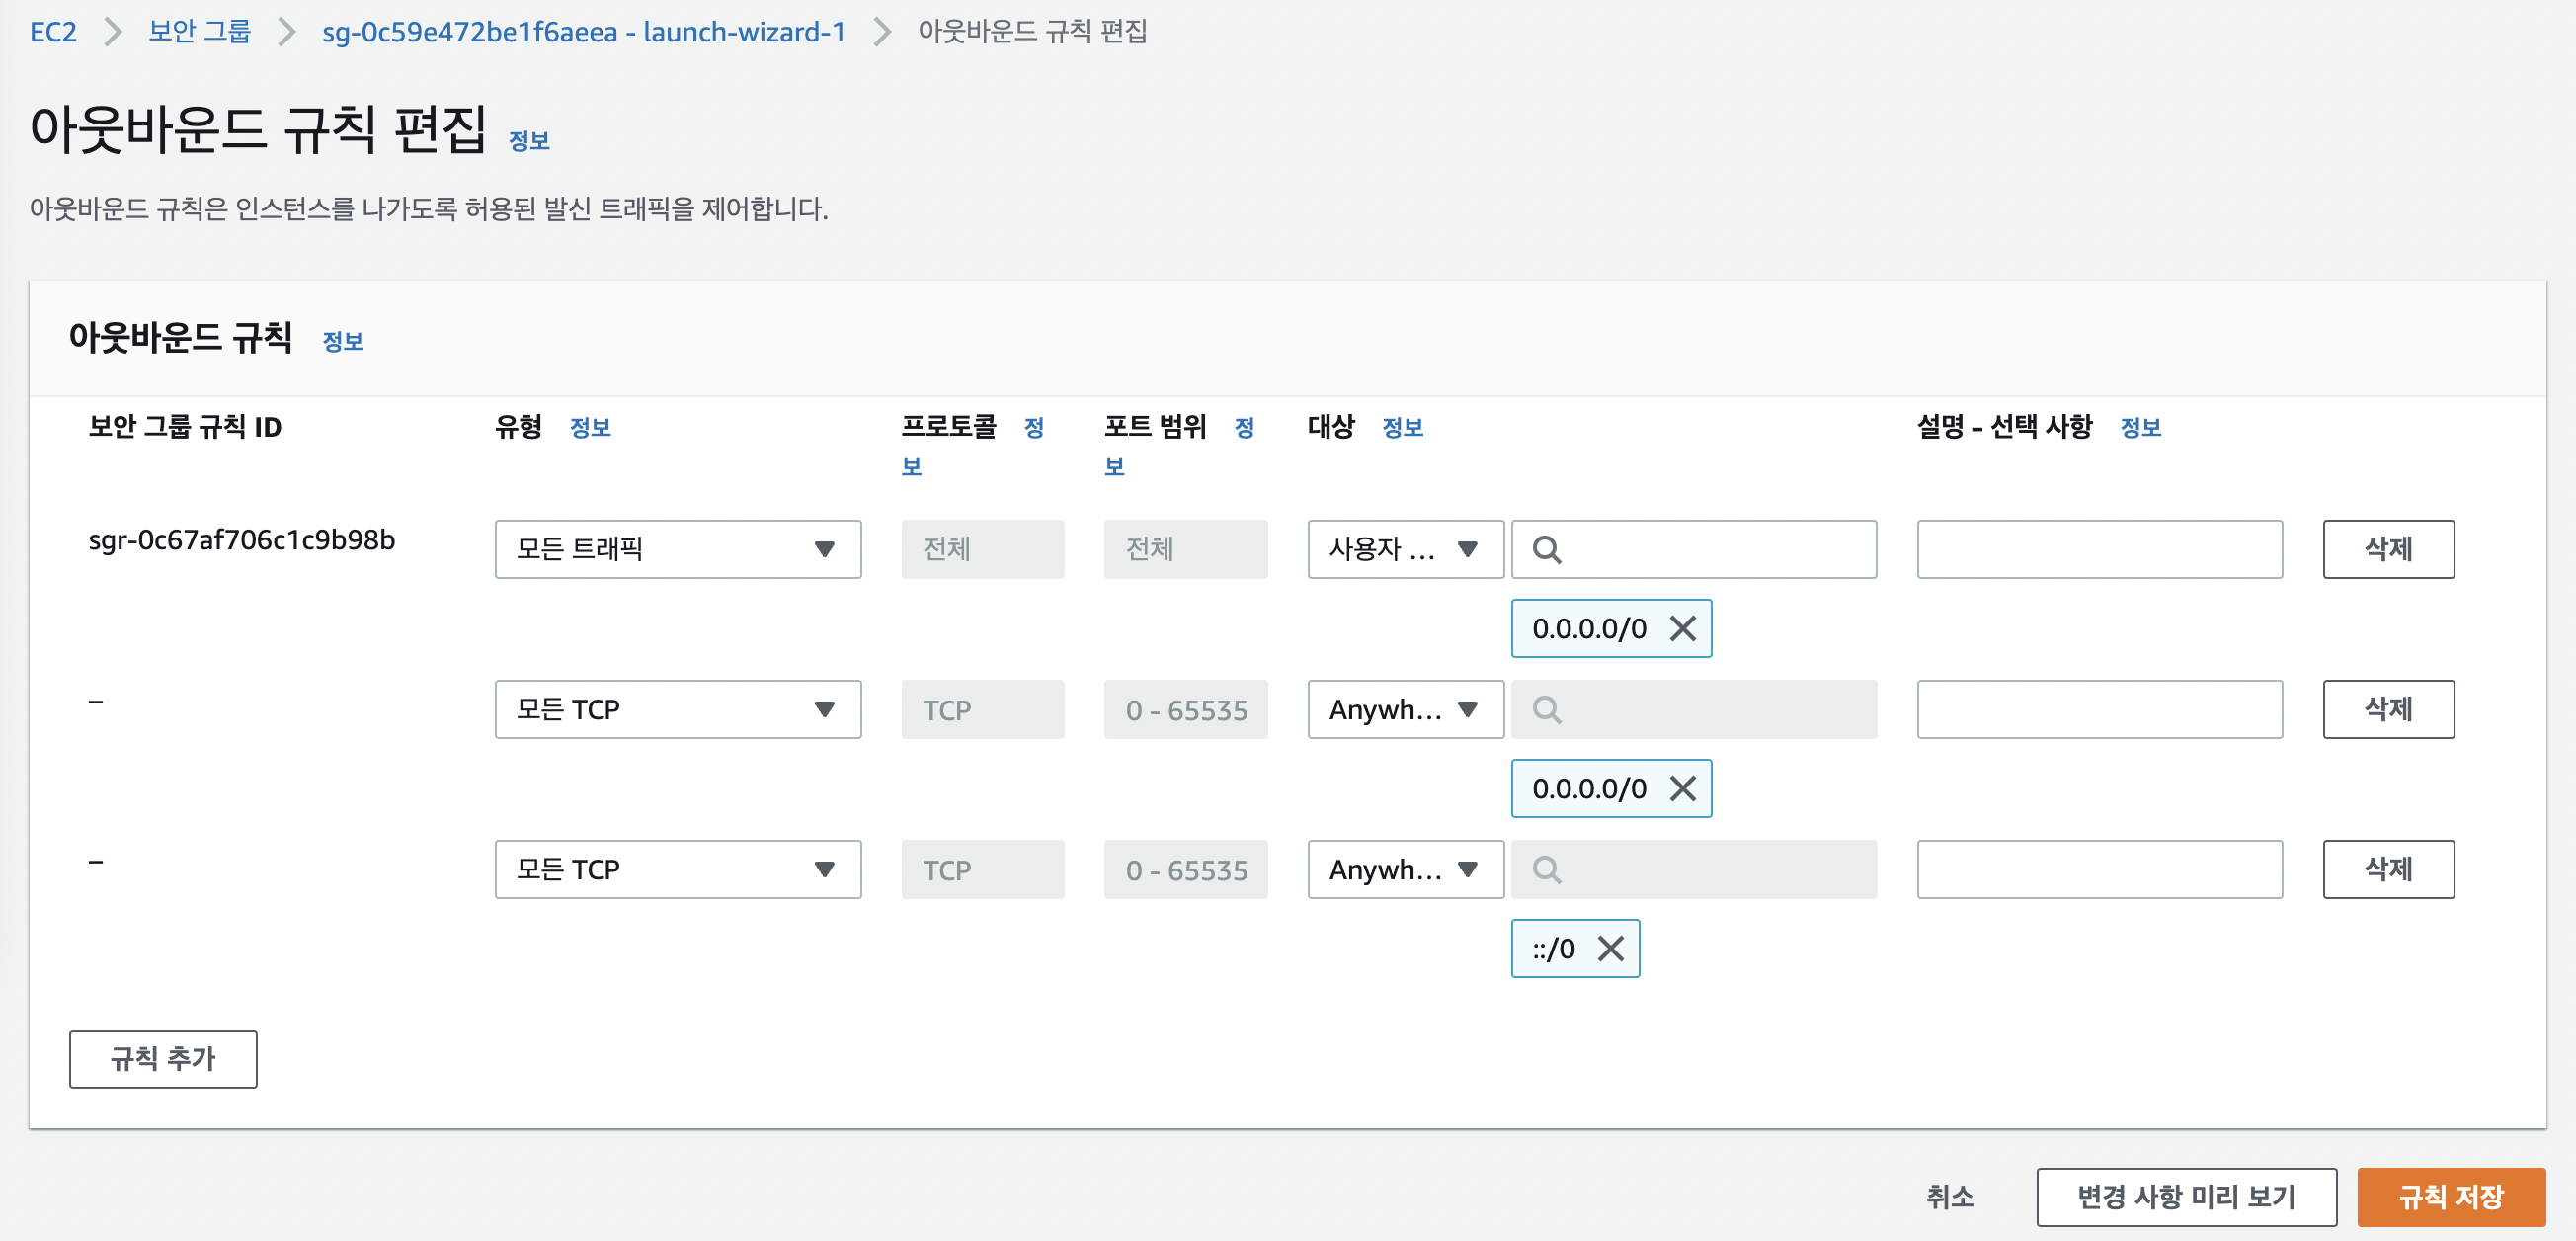 EC2 > 보안 그룹 > sg-0c59e472be1f6aeea - launch-wizard-1 > 아웃바운드 규칙 편집
아웃바운드 규칙 편집 정보
아웃바운드 규칙은 인스턴스를 나가도록 허용된 발신 트래픽을 제어합니다.
아웃바운드 규칙 정보
보안 그룹 규칙 ID 유형 정보 프로토콜 정보 포트 범위 정보 대상 정보 설명 - 선택 사항 정보
sgr-0c67af706c1c9b98b 모든 트래픽 전체 전체 사용자 ... 삭제
0.0.0.0/0
– 모든 TCP TCP 0 - 65535 Anywh... 삭제
0.0.0.0/0
– 모든 TCP TCP 0 - 65535 Anywh... 삭제
::/0
규칙 추가
취소 변경 사항 미리 보기 규칙 저장